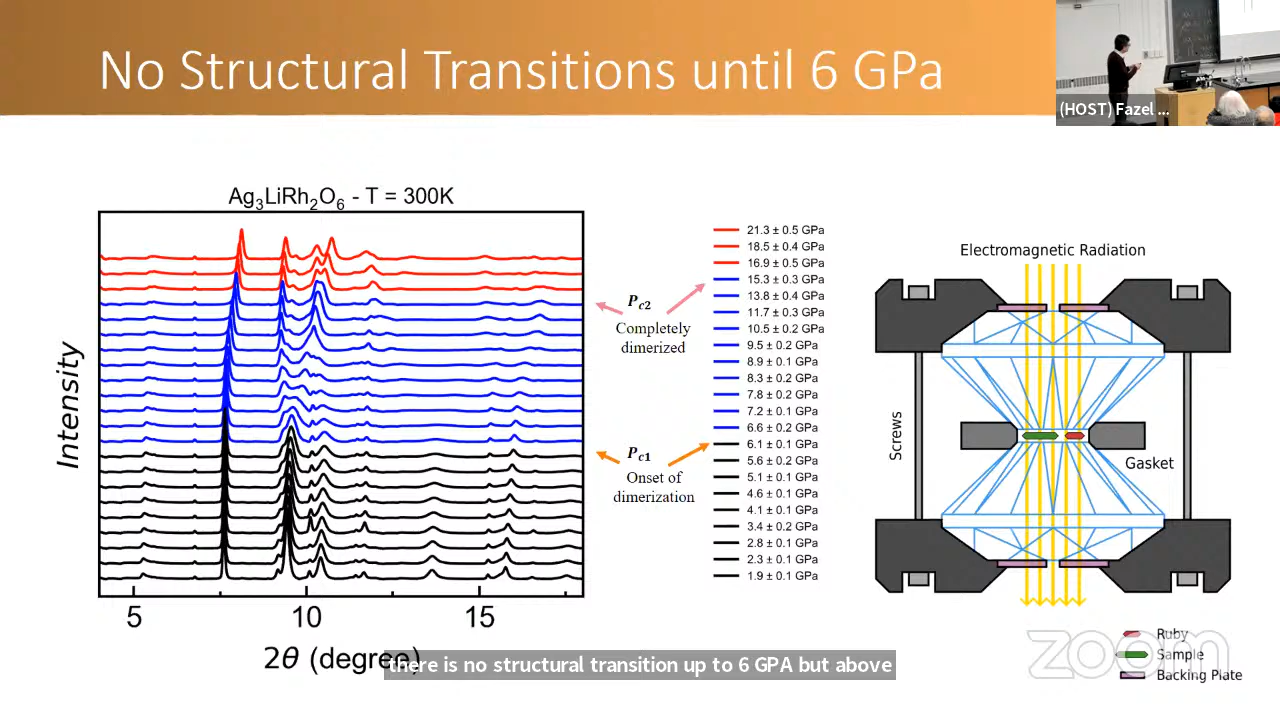 No Structural Transitions until 6 GPa
(HOST) Fazel ...
Ag3LiRh2O6 - T = 300K
Intensity
5
10
15
2θ (degree)
Pc2
Completely
dimerized
Pc1
Onset of
dimerization
21.3 ± 0.5 GPa
18.5 ± 0.4 GPa
16.9 ± 0.5 GPa
15.3 ± 0.3 GPa
13.8 ± 0.4 GPa
11.7 ± 0.3 GPa
10.5 ± 0.2 GPa
9.5 ± 0.2 GPa
8.9 ± 0.1 GPa
8.3 ± 0.2 GPa
7.8 ± 0.2 GPa
7.2 ± 0.1 GPa
6.6 ± 0.2 GPa
6.1 ± 0.1 GPa
5.6 ± 0.2 GPa
5.1 ± 0.1 GPa
4.6 ± 0.1 GPa
4.1 ± 0.1 GPa
3.4 ± 0.2 GPa
2.8 ± 0.1 GPa
2.3 ± 0.1 GPa
1.9 ± 0.1 GPa
Electromagnetic Radiation
Screws
Gasket
Ruby
Sample
Backing Plate
zoom
there is no structural transition up to 6 GPA but above